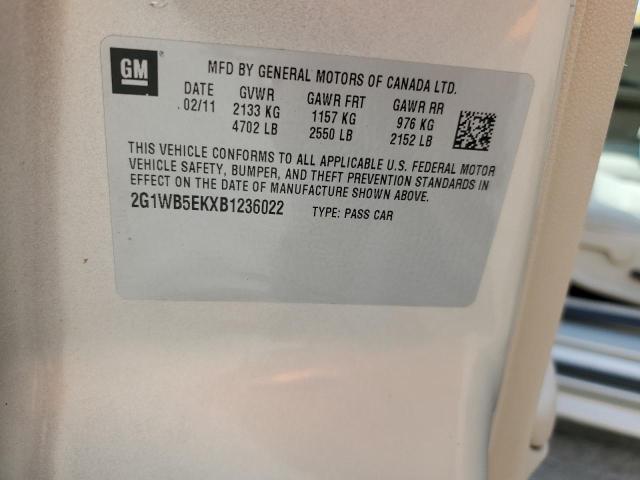 GM
MFD BY GENERAL MOTORS OF CANADA LTD.
DATE GVWR GAWR FRT GAWR RR
02/11 2133 KG 1157 KG 976 KG
4702 LB 2550 LB 2152 LB
THIS VEHICLE CONFORMS TO ALL APPLICABLE U.S. FEDERAL MOTOR
VEHICLE SAFETY, BUMPER, AND THEFT PREVENTION STANDARDS IN
EFFECT ON THE DATE OF MANUFACTURE SHOWN ABOVE.
2G1WB5EKXB1236022 TYPE: PASS CAR